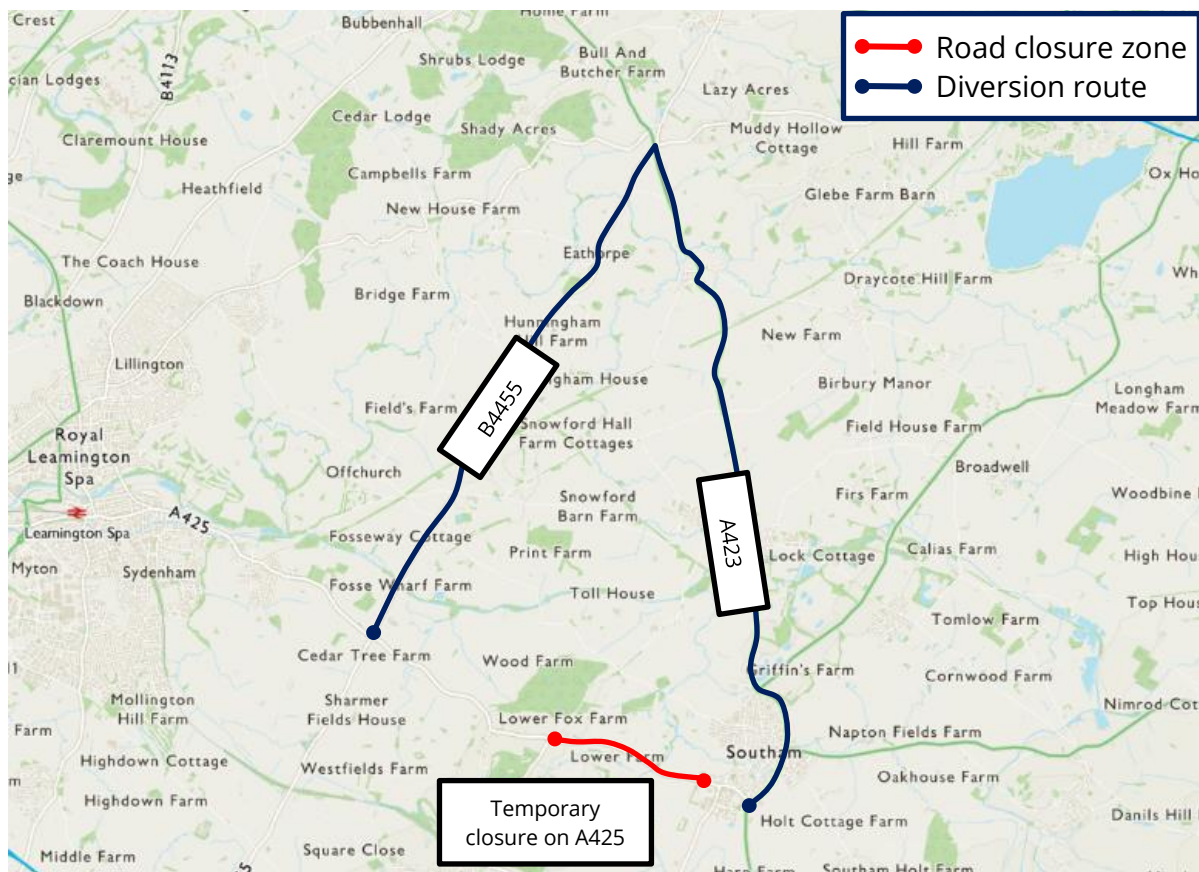 Crest
Bubbenhall
Home Farm
Bull And
Butcher Farm
Shrubs Lodge
Road closure zone
Diversion route
cian Lodges
B4113
Lazy Acres
Cedar Lodge
Shady Acres
Muddy Hollow
Cottage
Claremount House
Hill Farm
Campbells Farm
Ox Ho
ge
Heathfield
New House Farm
Glebe Farm Barn
The Coach House
Eathorpe
Draycote Hill Farm
Wh
Blackdown
Bridge Farm
Hunningham
Hill Farm
New Farm
Lillington
B4455
ngham House
Birbury Manor
Longham
Meadow Farm
Field's Farm
Snowford Hall
Farm Cottages
Field House Farm
Royal
Leamington
Spa
Offchurch
Broadwell
Snowford
Barn Farm
Firs Farm
Woodbine
A425
Leamington Spa
Fosseway Cottage
Print Farm
A423
Lock Cottage
Calias Farm
High Hou
Myton
Sydenham
Fosse Wharf Farm
Toll House
Top Hous
Tomlow Farm
Cedar Tree Farm
Wood Farm
Griffin's Farm
Cornwood Farm
Mollington
Hill Farm
Sharmer
Fields House
Nimrod Cot
Farm
Lower Fox Farm
Lower Farm
Southam
Napton Fields Farm
Highdown Cottage
Westfields Farm
Oakhouse Farm
Highdown Farm
Temporary
closure on A425
Holt Cottage Farm
Danils Hill
Middle Farm
Square Close
Southam Holt Farm